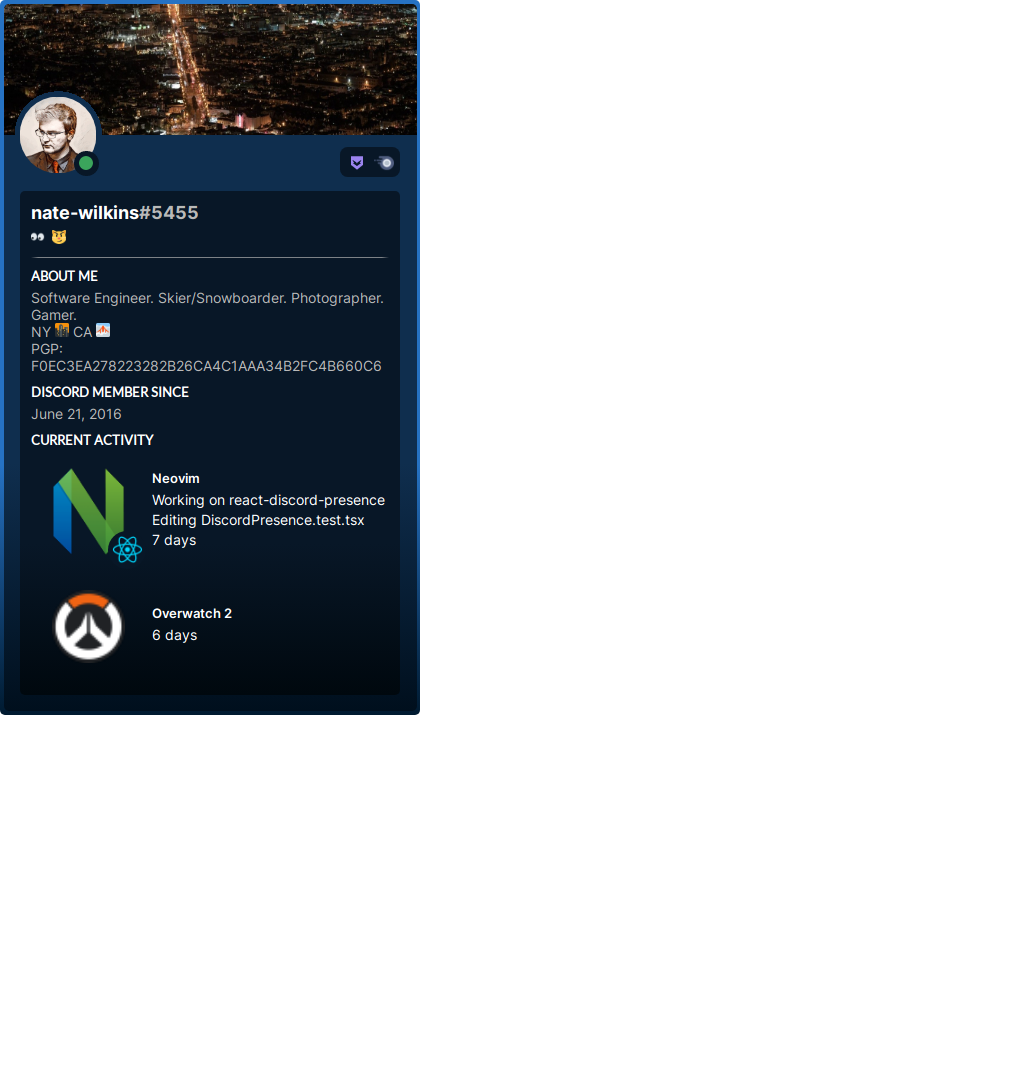 nate-wilkins#5455
👀 😼
ABOUT ME
Software Engineer. Skier/Snowboarder. Photographer.
Gamer.
NY 🌆 CA 🌁
PGP:
F0EC3EA278223282B26CA4C1AAA34B2FC4B660C6
DISCORD MEMBER SINCE
June 21, 2016
CURRENT ACTIVITY
Neovim
Working on react-discord-presence
Editing DiscordPresence.test.tsx
7 days
Overwatch 2
6 days